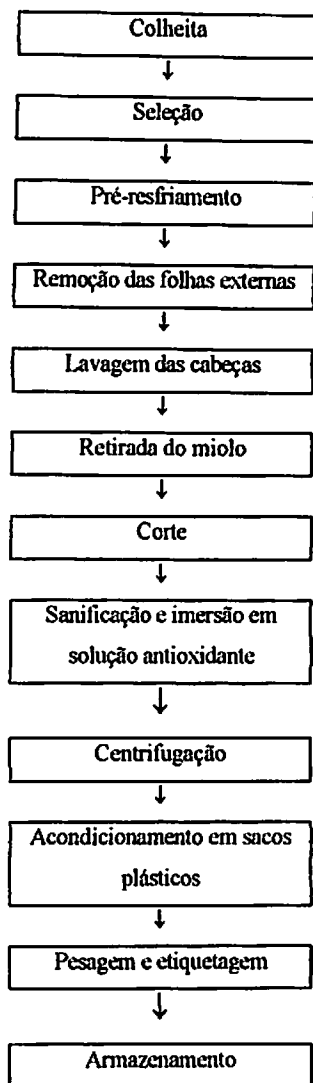 Colheita
Seleção
Pré-resfriamento
Remoção das folhas externas
Lavagem das cabeças
Retirada do miolo
Corte
Sanificação e imersão em
solução antioxidante
Centrifugação
Acondicionamento em sacos
plásticos
Pesagem e etiquetagem
Armazenamento